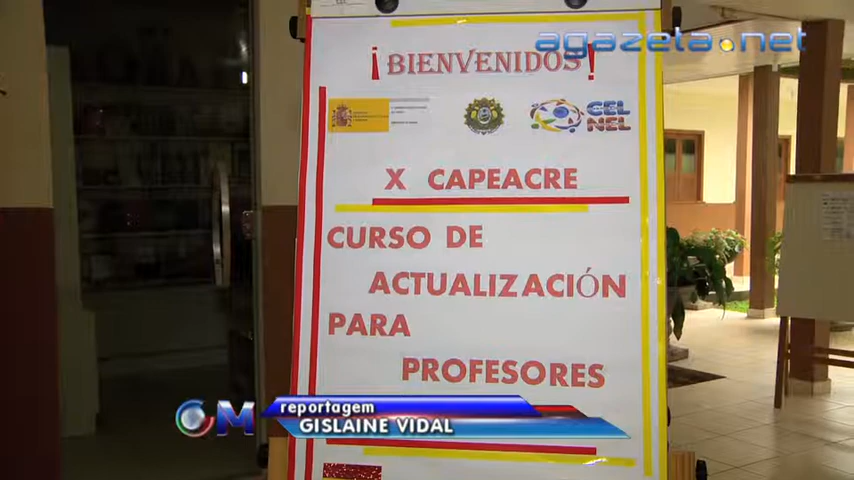 agazeta.net
¡BIENVENIDOS!
CEL
NEL
X CAPEACRE
CURSO DE
ACTUALIZACIÓN
PARA
PROFESORES
M
reportagem
GISLAINE VIDAL